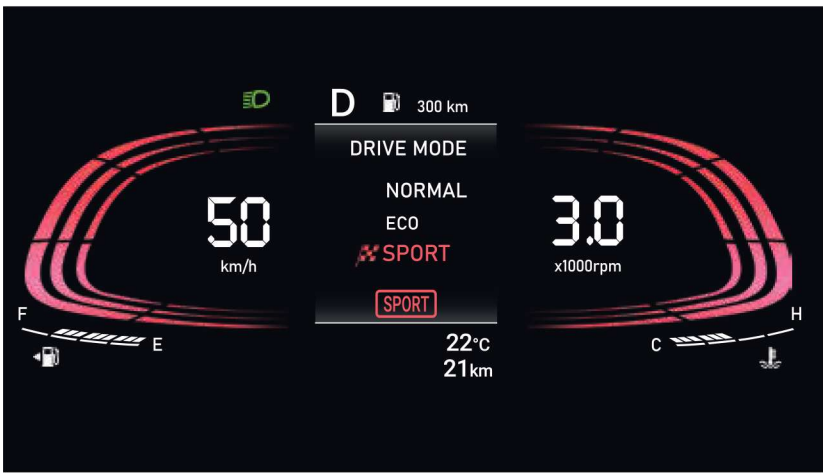 D 300 km
DRIVE MODE
NORMAL
50
km/h
ECO
3.0
x1000rpm
SPORT
SPORT
F
E
22°C
21km
C
H